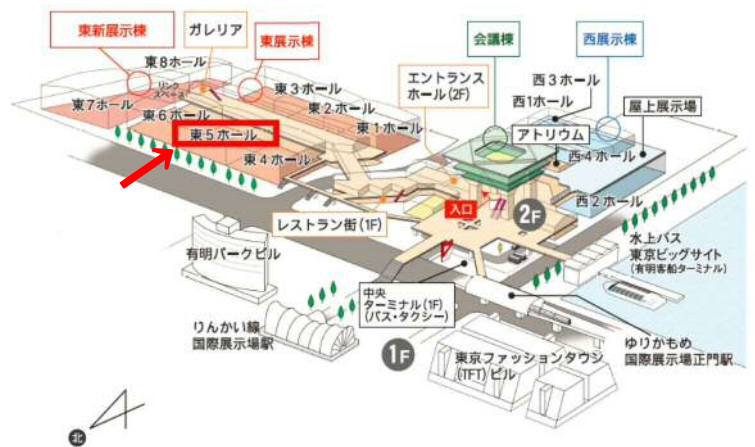 東新展示棟
ガレリア
東展示棟
会議棟
西展示棟
東8ホール
リンク
スペース
東7ホール
東6ホール
東5ホール
東3ホール
東2ホール
東1ホール
東4ホール
エントランス
ホール(2F)
西3ホール
西1ホール
屋上展示場
アトリウム
西4ホール
西2ホール
入口
2F
レストラン街(1F)
有明パークビル
水上バス
東京ビッグサイト
(有明客船ターミナル)
中央
ターミナル(1F)
(バス・タクシー)
りんかい線
国際展示場駅
1F
東京ファッションタウン
(TFT)ビル
ゆりかもめ
国際展示場正門駅
北